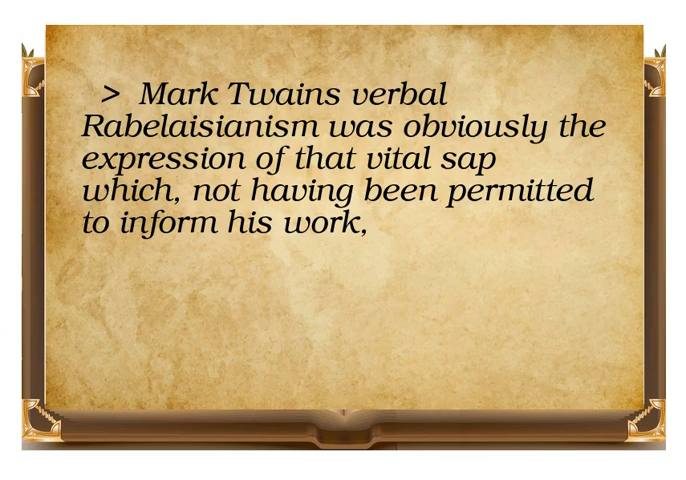 > Mark Twains verbal
Rabelaisianism was obviously the
expression of that vital sap
which, not having been permitted
to inform his work,